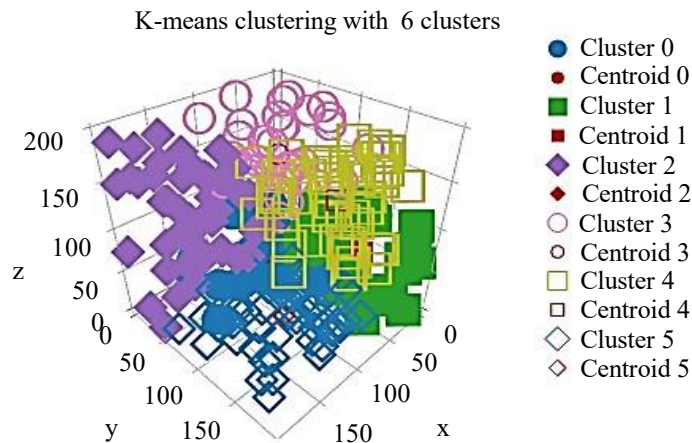 K-means clustering with 6 clusters
Cluster 0
Centroid 0
Cluster 1
Centroid 1
Cluster 2
Centroid 2
Cluster 3
Centroid 3
Cluster 4
Centroid 4
Cluster 5
Centroid 5
200
150
100
50
0
z
0
50
100
150
y
0
50
100
150
x